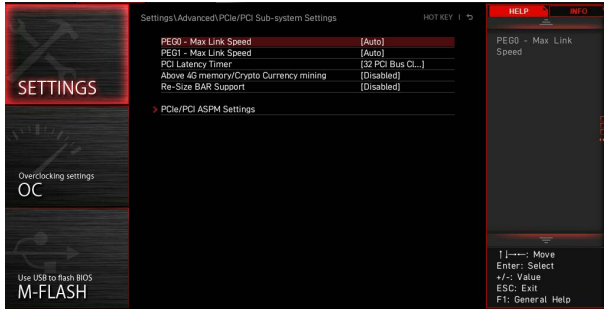 Settings\Advanced\PCIe/PCI Sub-system Settings
HOT KEY
HELP
INFO
PEG0 - Max Link Speed [Auto]
PEG1 - Max Link Speed [Auto]
PCI Latency Timer [32 PCI Bus Cl...]
Above 4G memory/Crypto Currency mining [Disabled]
Re-Size BAR Support [Disabled]
PCIe/PCI ASPM Settings
PEG0 - Max Link
Speed
SETTINGS
Overclocking settings
OC
Use USB to flash BIOS
M-FLASH
↑↓→←: Move
Enter: Select
+/-: Value
ESC: Exit
F1: General Help